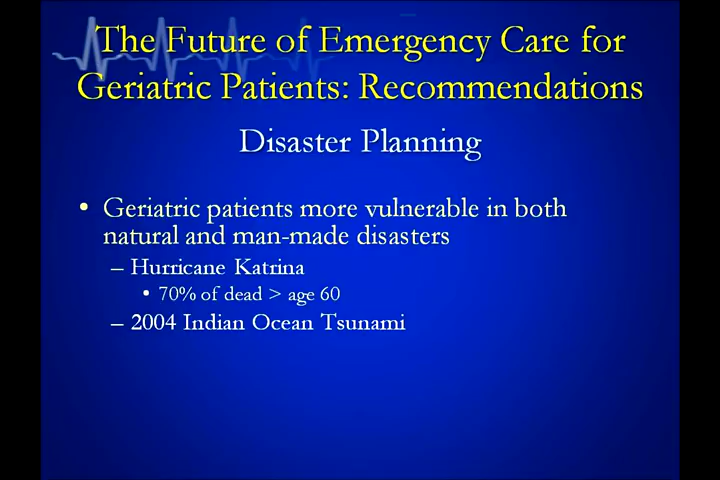 The Future of Emergency Care for
Geriatric Patients: Recommendations
Disaster Planning
• Geriatric patients more vulnerable in both
natural and man-made disasters
– Hurricane Katrina
• 70% of dead > age 60
– 2004 Indian Ocean Tsunami